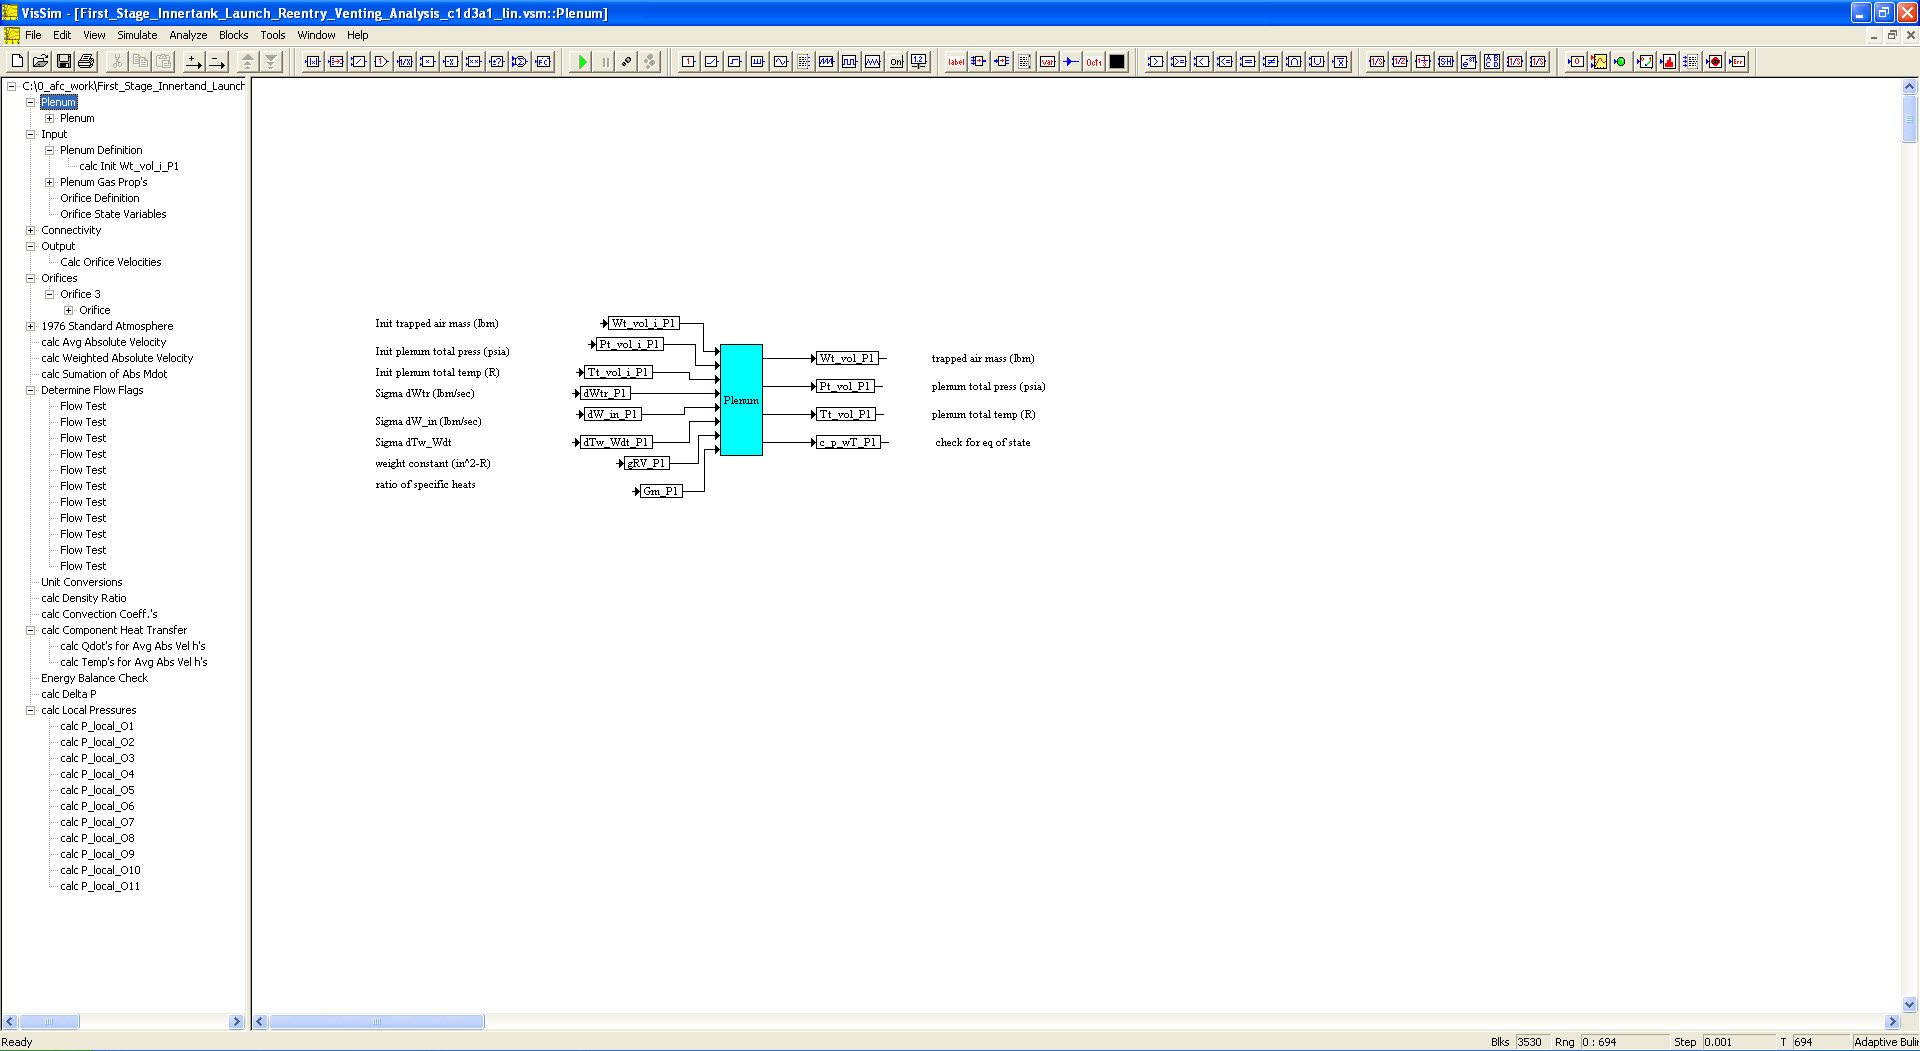 VisSim - [First_Stage_Innertank_Launch_Reentry_Venting_Analysis_c1d3a1_lin.vsm::Plenum]
File Edit View Simulate Analyze Blocks Tools Window Help
C:\0_afc_work\First_Stage_Innertand_Launch
Plenum
Plenum
Input
Plenum Definition
calc Init Wt_vol_i_P1
Plenum Gas Prop's
Orifice Definition
Orifice State Variables
Connectivity
Output
Calc Orifice Velocities
Orifices
Orifice 3
Orifice
1976 Standard Atmosphere
calc Avg Absolute Velocity
calc Weighted Absolute Velocity
calc Sumation of Abs Mdot
Determine Flow Flags
Flow Test
Flow Test
Flow Test
Flow Test
Flow Test
Flow Test
Flow Test
Flow Test
Flow Test
Flow Test
Flow Test
Unit Conversions
calc Density Ratio
calc Convection Coeff.'s
calc Component Heat Transfer
calc Qdot's for Avg Abs Vel h's
calc Temp's for Avg Abs Vel h's
Energy Balance Check
calc Delta P
calc Local Pressures
calc P_local_O1
calc P_local_O2
calc P_local_O3
calc P_local_O4
calc P_local_O5
calc P_local_O6
calc P_local_O7
calc P_local_O8
calc P_local_O9
calc P_local_O10
calc P_local_O11
Init trapped air mass (lbm)
Init plenum total press (psia)
Init plenum total temp (R)
Sigma dWtr (lbm/sec)
Sigma dW_in (lbm/sec)
Sigma dTw_Wdt
weight constant (in^2-R)
ratio of specific heats
Wt_vol_i_P1
Pt_vol_i_P1
Tt_vol_i_P1
dWtr_P1
dW_in_P1
dTw_Wdt_P1
gRV_P1
Gm_P1
Plenum
Wt_vol_P1
Pt_vol_P1
Tt_vol_P1
c_p_wT_P1
trapped air mass (lbm)
plenum total press (psia)
plenum total temp (R)
check for eq of state
Ready
Blks 3530 Rng 0 : 694 Step 0.001 T 694 Adaptive Buli